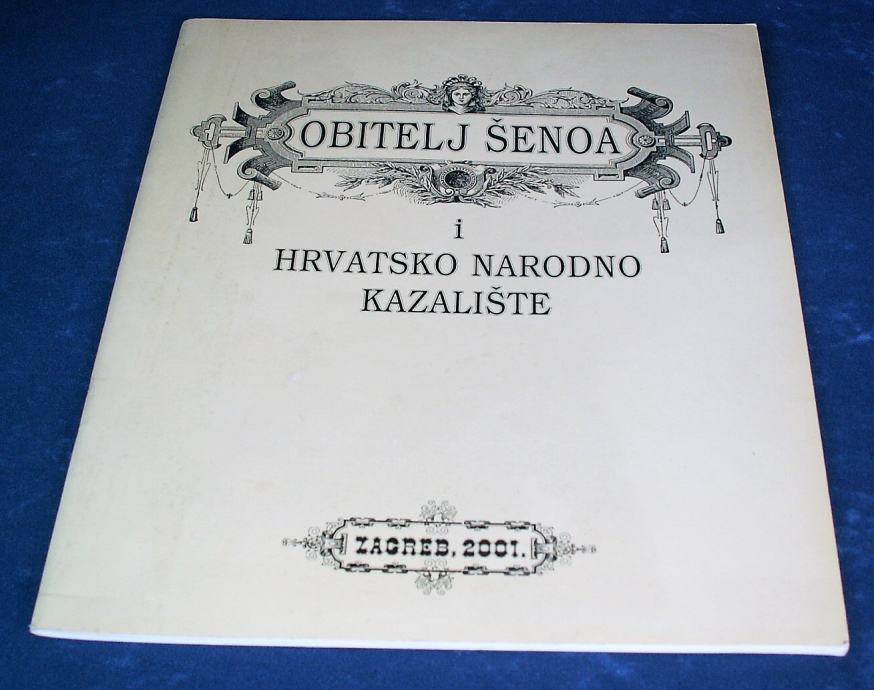 OBITELJ ŠENOA
i
HRVATSKO NARODNO
KAZALIŠTE
ZAGREB, 2001.